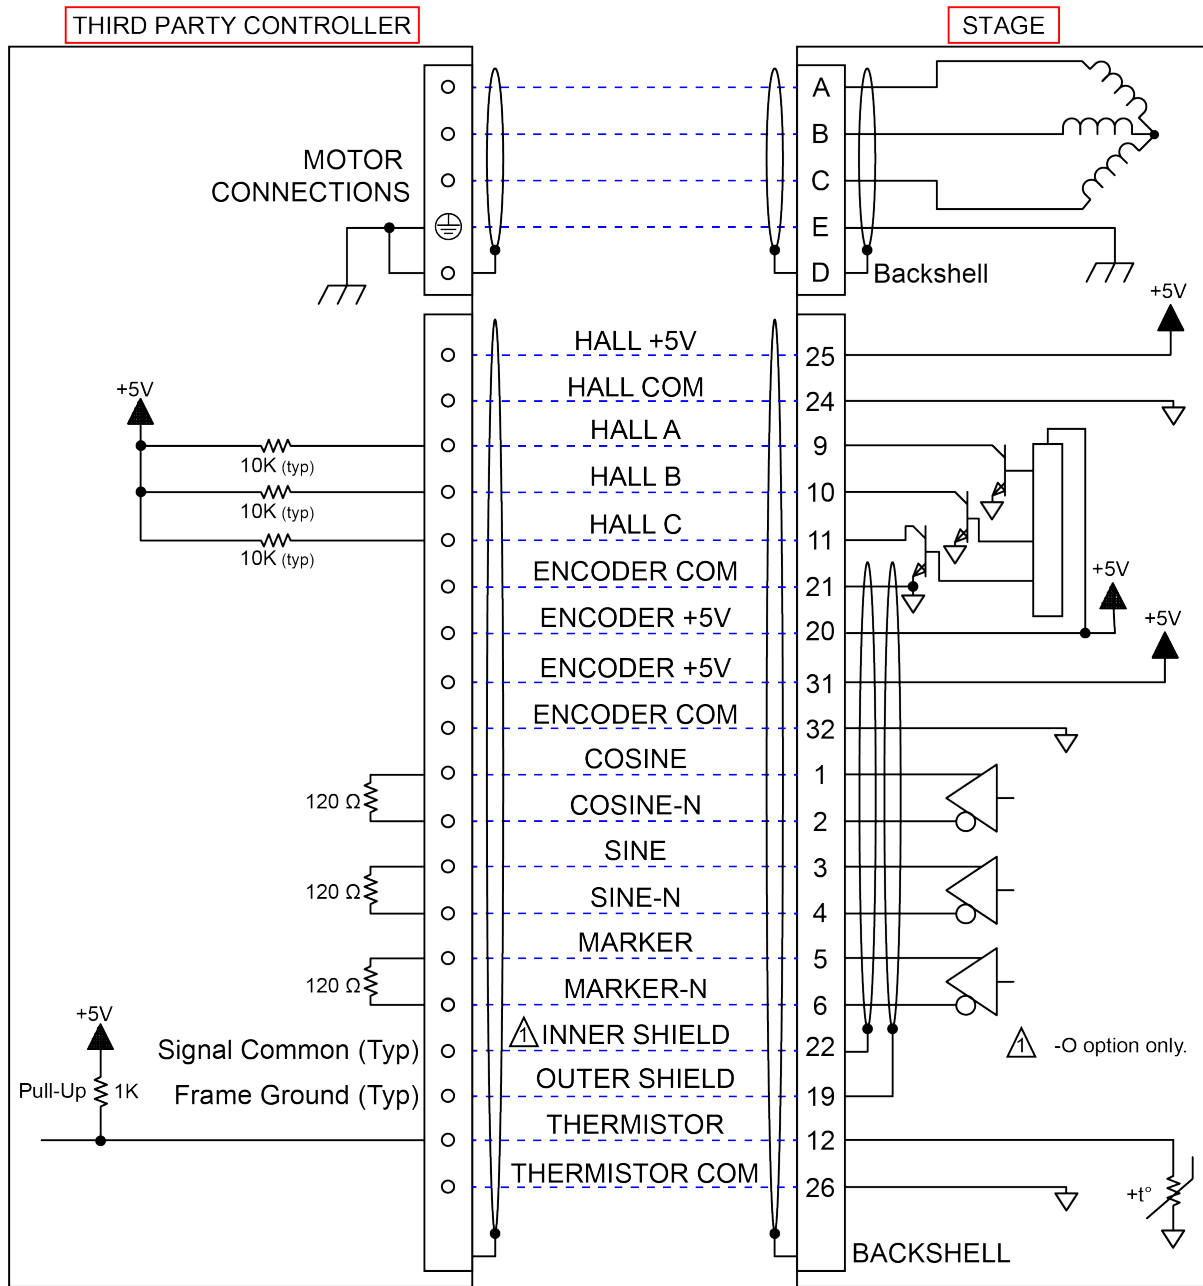 THIRD PARTY CONTROLLER
STAGE
MOTOR
CONNECTIONS
A
B
C
E
D
Backshell
+5V
HALL +5V
25
HALL COM
24
+5V
HALL A
9
10K (typ)
HALL B
10
10K (typ)
HALL C
11
10K (typ)
ENCODER COM
21
+5V
ENCODER +5V
20
+5V
ENCODER +5V
31
ENCODER COM
32
COSINE
1
120 Ω
COSINE-N
2
SINE
3
120 Ω
SINE-N
4
MARKER
5
120 Ω
MARKER-N
6
+5V
Signal Common (Typ)
1 INNER SHIELD
22
1 -O option only.
Pull-Up 1K
Frame Ground (Typ)
OUTER SHIELD
19
THERMISTOR
12
THERMISTOR COM
26
+t°
BACKSHELL